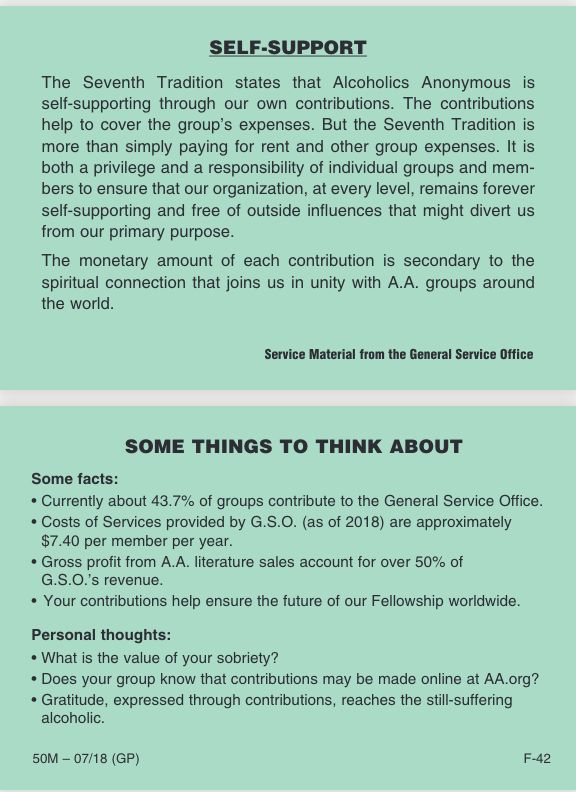 SELF-SUPPORT
The Seventh Tradition states that Alcoholics Anonymous is
self-supporting through our own contributions. The contributions
help to cover the group's expenses. But the Seventh Tradition is
more than simply paying for rent and other group expenses. It is
both a privilege and a responsibility of individual groups and mem-
bers to ensure that our organization, at every level, remains forever
self-supporting and free of outside influences that might divert us
from our primary purpose.
The monetary amount of each contribution is secondary to the
spiritual connection that joins us in unity with A.A. groups around
the world.
Service Material from the General Service Office
SOME THINGS TO THINK ABOUT
Some facts:
• Currently about 43.7% of groups contribute to the General Service Office.
• Costs of Services provided by G.S.O. (as of 2018) are approximately
$7.40 per member per year.
• Gross profit from A.A. literature sales account for over 50% of
G.S.O.'s revenue.
• Your contributions help ensure the future of our Fellowship worldwide.
Personal thoughts:
• What is the value of your sobriety?
• Does your group know that contributions may be made online at AA.org?
• Gratitude, expressed through contributions, reaches the still-suffering
alcoholic.
50M – 07/18 (GP)
F-42